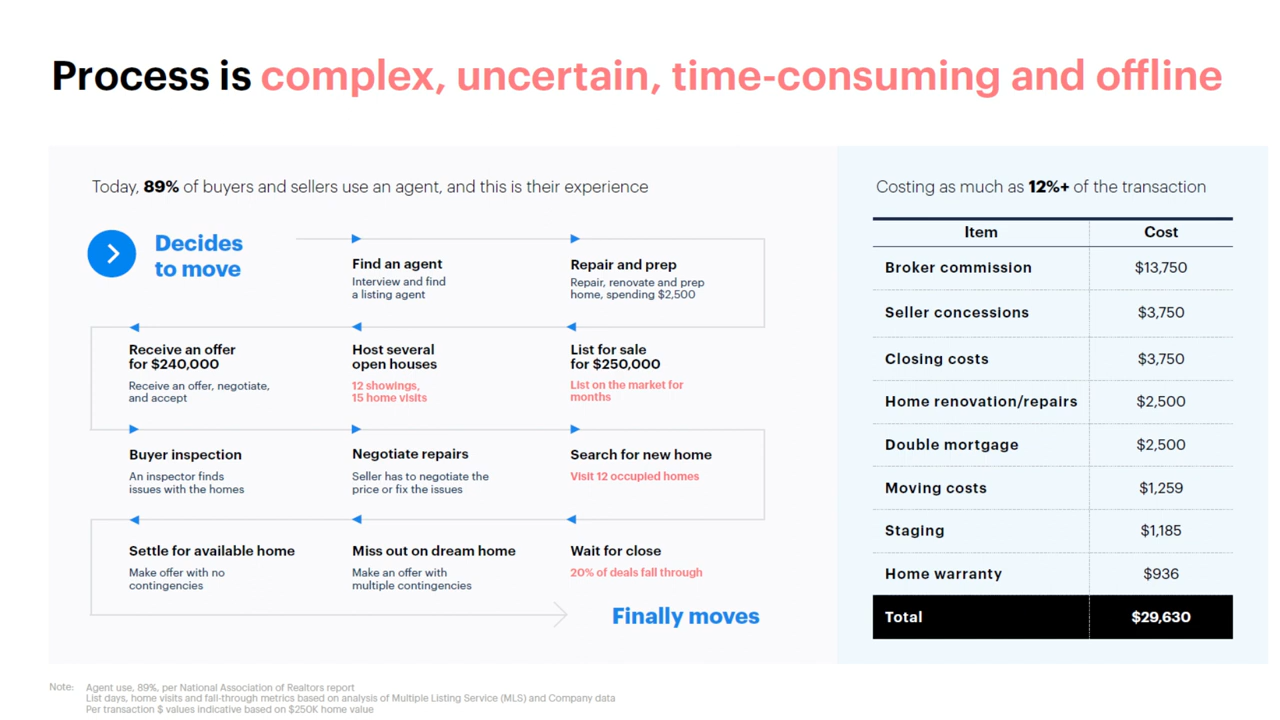 Process is complex, uncertain, time-consuming and offline
Today, 89% of buyers and sellers use an agent, and this is their experience
Decides
to move
Find an agent
Interview and find
a listing agent
Repair and prep
Repair, renovate and prep
home, spending $2,500
Receive an offer
for $240,000
Receive an offer, negotiate,
and accept
Host several
open houses
12 showings,
15 home visits
List for sale
for $250,000
List on the market for
months
Buyer inspection
An inspector finds
issues with the homes
Negotiate repairs
Seller has to negotiate the
price or fix the issues
Search for new home
Visit 12 occupied homes
Settle for available home
Make offer with no
contingencies
Miss out on dream home
Make an offer with
multiple contingencies
Wait for close
20% of deals fall through
Finally moves
Costing as much as 12%+ of the transaction
Item Cost
Broker commission $13,750
Seller concessions $3,750
Closing costs $3,750
Home renovation/repairs $2,500
Double mortgage $2,500
Moving costs $1,259
Staging $1,185
Home warranty $936
Total $29,630
Note: Agent use, 89%, per National Association of Realtors report
List days, home visits and fall-through metrics based on analysis of Multiple Listing Service (MLS) and Company data
Per transaction $ values indicative based on $250K home value